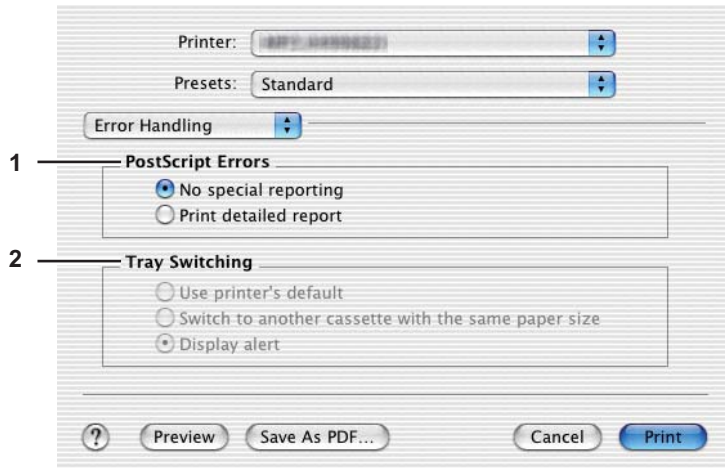 Printer:
Presets: Standard
Error Handling
1 PostScript Errors
No special reporting
Print detailed report
2 Tray Switching
Use printer's default
Switch to another cassette with the same paper size
Display alert
? Preview Save As PDF... Cancel Print